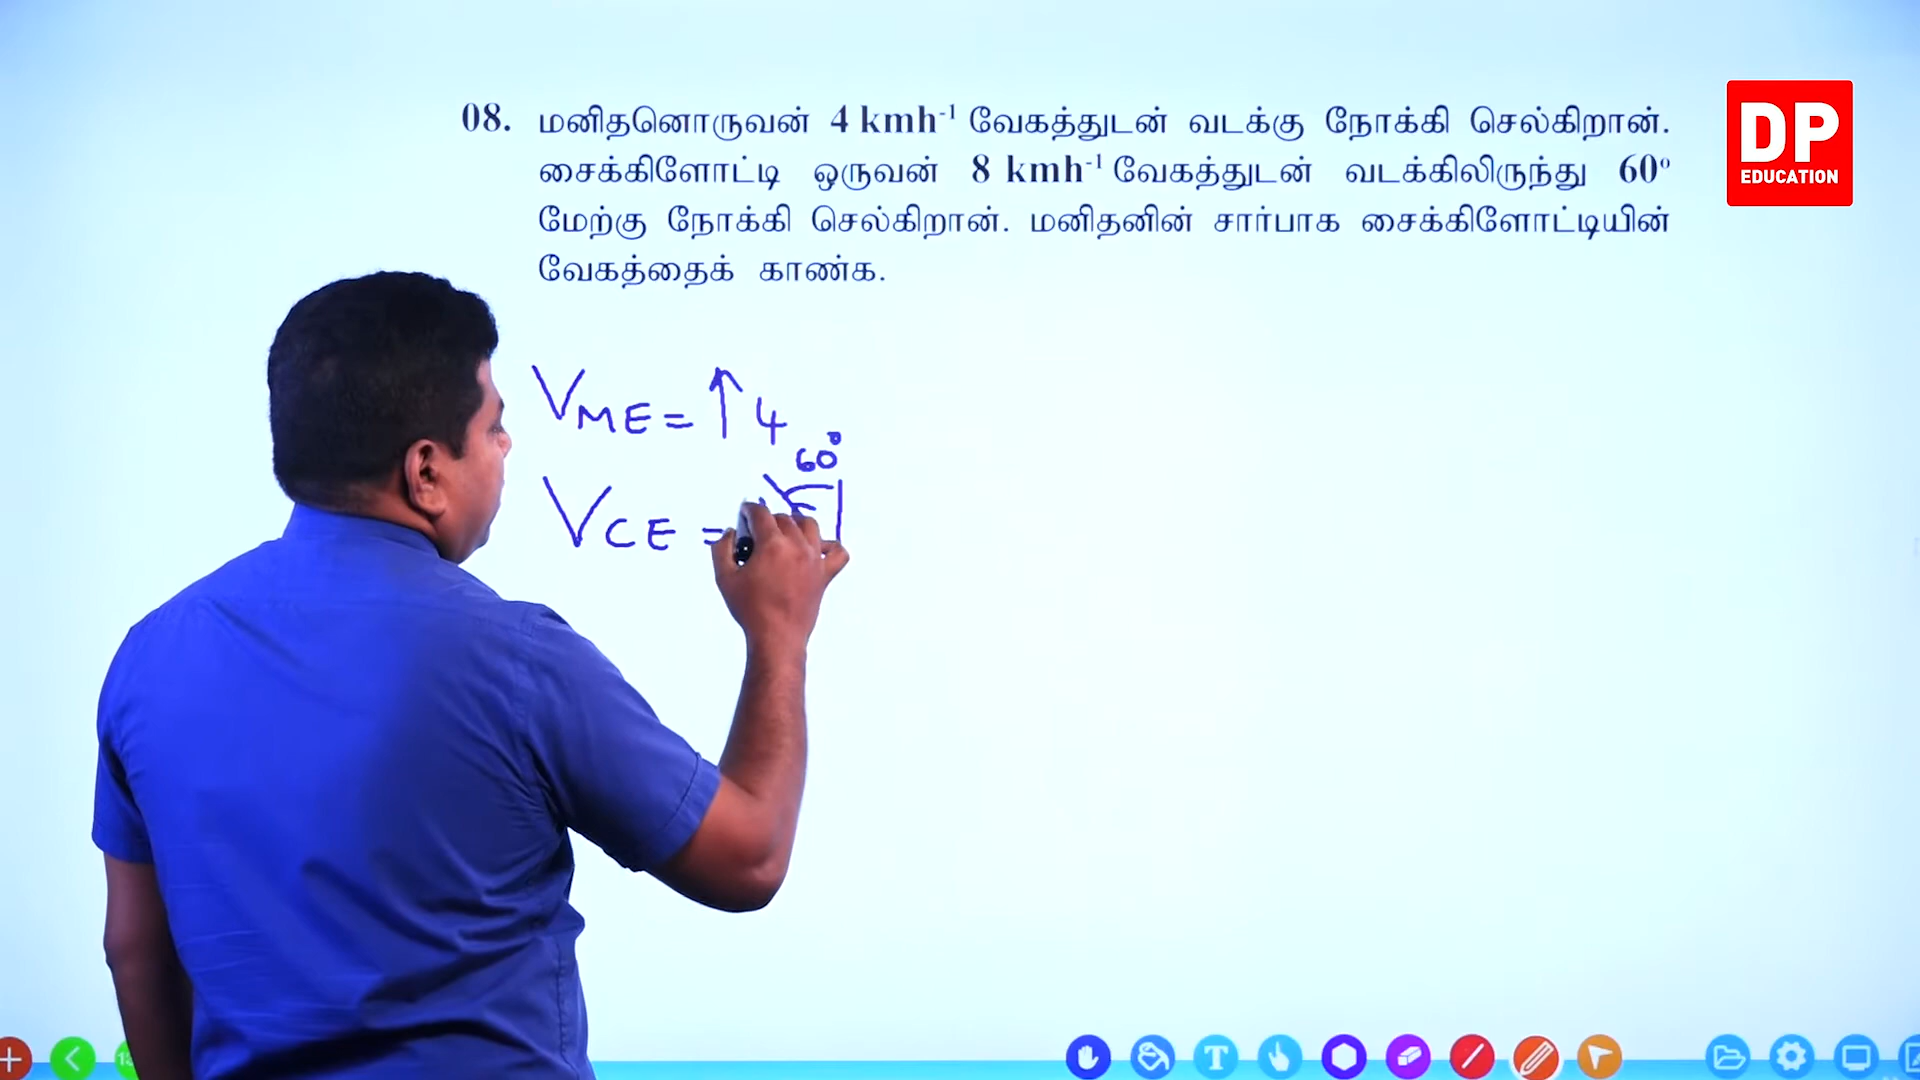 08. மனிதனொருவன் 4 kmh⁻¹ வேகத்துடன் வடக்கு நோக்கி செல்கிறான்.
சைக்கிளோட்டி ஒருவன் 8 kmh⁻¹ வேகத்துடன் வடக்கிலிருந்து 60°
மேற்கு நோக்கி செல்கிறான். மனிதனின் சார்பாக சைக்கிளோட்டியின்
வேகத்தைக் காண்க.
DP
EDUCATION
VME = ↑ 4
60°
VCE =
T